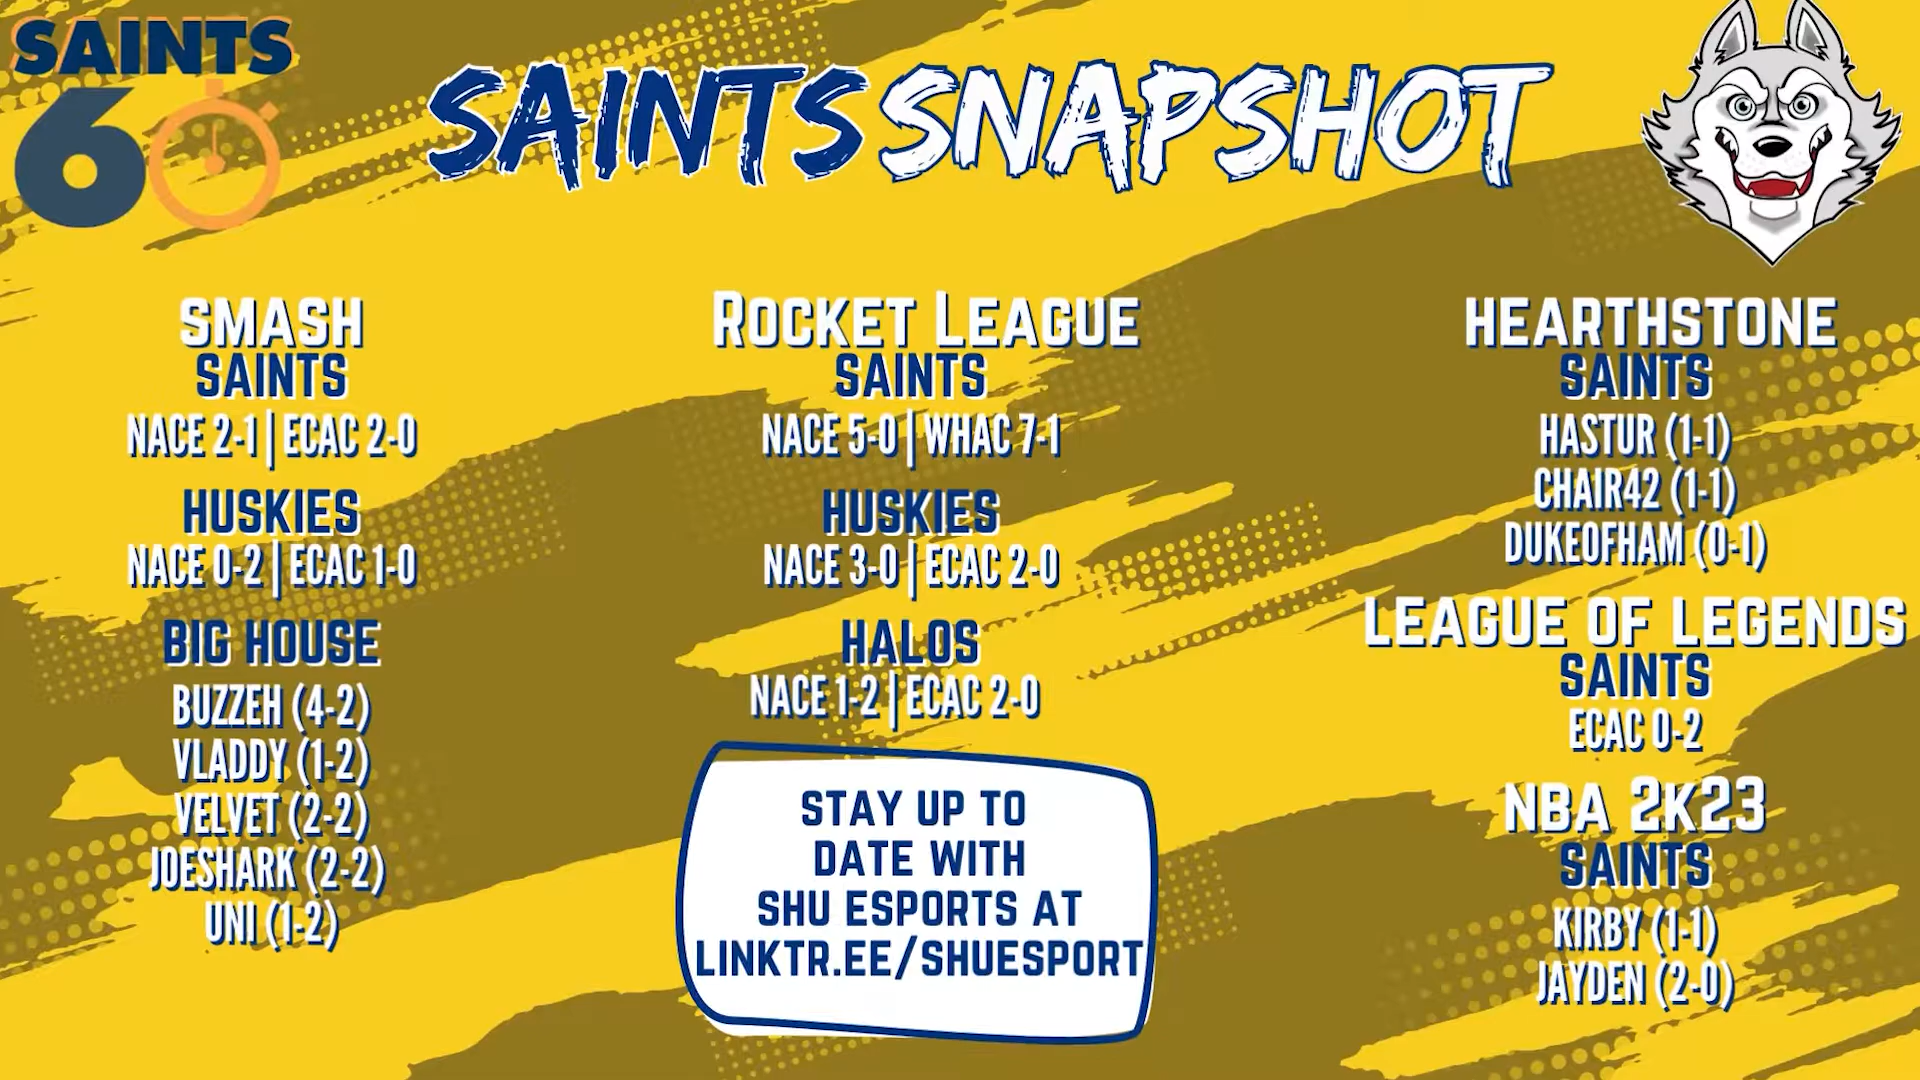 SAINTS
60
SAINTS SNAPSHOT
SMASH
SAINTS
NACE 2-1 | ECAC 2-0
HUSKIES
NACE 0-2 | ECAC 1-0
BIG HOUSE
BUZZEH (4-2)
VLADDY (1-2)
VELVET (2-2)
JOESHARK (2-2)
UNI (1-2)
ROCKET LEAGUE
SAINTS
NACE 5-0 | WHAC 7-1
HUSKIES
NACE 3-0 | ECAC 2-0
HALOS
NACE 1-2 | ECAC 2-0
STAY UP TO
DATE WITH
SHU ESPORTS AT
LINKTR.EE/SHUESPORT
HEARTHSTONE
SAINTS
HASTUR (1-1)
CHAIR42 (1-1)
DUKEOFHAM (0-1)
LEAGUE OF LEGENDS
SAINTS
ECAC 0-2
NBA 2K23
SAINTS
KIRBY (1-1)
JAYDEN (2-0)